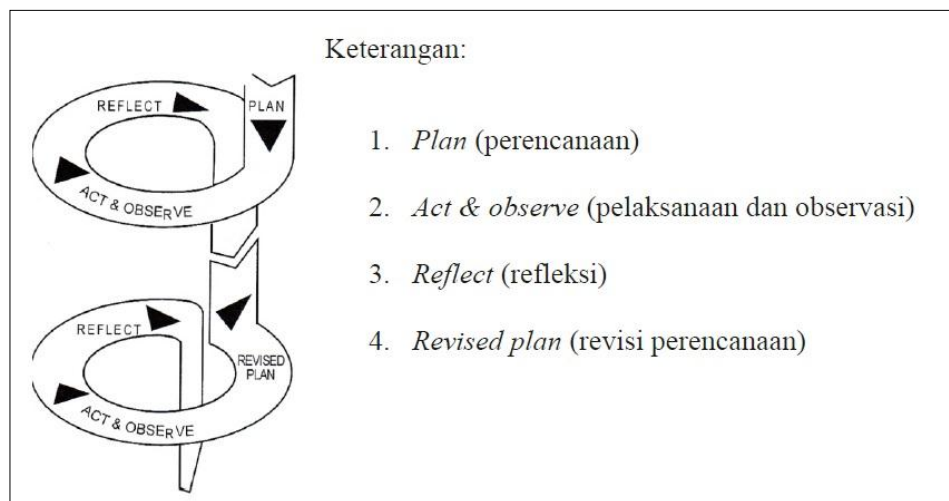 Keterangan:
REFLECT
PLAN
ACT & OBSERVE
REFLECT
REVISED
PLAN
ACT & OBSERVE
1. Plan (perencanaan)
2. Act & observe (pelaksanaan dan observasi)
3. Reflect (refleksi)
4. Revised plan (revisi perencanaan)